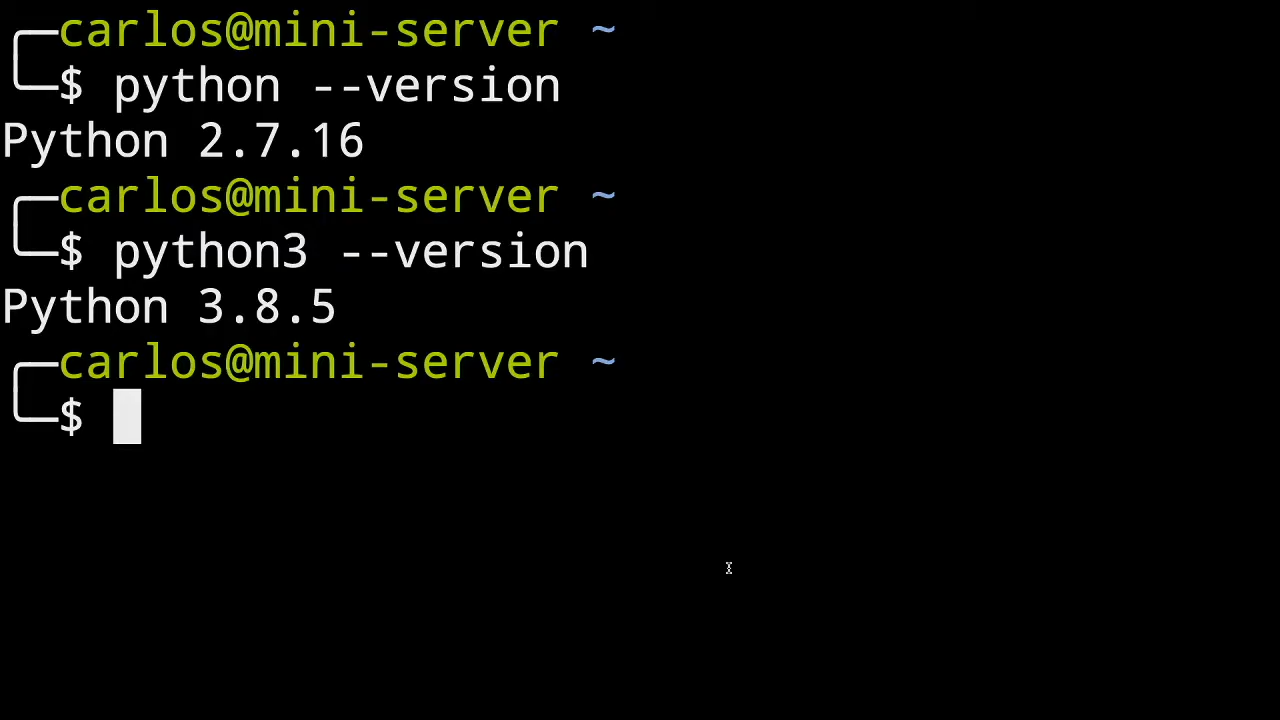 ╭─carlos@mini-server ~
╰─$ python --version
Python 2.7.16
╭─carlos@mini-server ~
╰─$ python3 --version
Python 3.8.5
╭─carlos@mini-server ~
╰─$